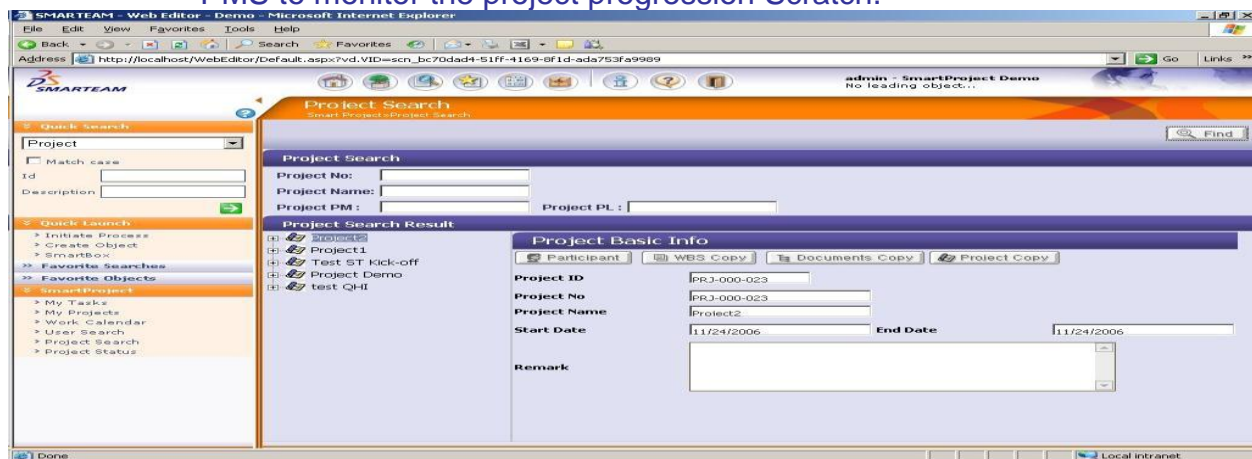 PMS to monitor the project progression Scratch.
SMARTEAM - Web Editor - Demo - Microsoft Internet Explorer
File Edit View Favorites Tools Help
Back Search Favorites
Address http://localhost/WebEditor/Default.aspx?vd.VID=scn_bc70dad4-51ff-4169-8f1d-ada753fa9989 Go Links »
SMARTEAM
admin - SmartProject Demo
No leading object...
Project Search
Smart Project>Project Search
Quick Search
Project
Match case
Id
Description
Find
Project Search
Project No:
Project Name:
Project PM :
Project PL :
Quick Launch
> Initiate Process
> Create Object
> SmartBox
>> Favorite Searches
>> Favorite Objects
SmartProject
> My Tasks
> My Projects
> Work Calendar
> User Search
> Project Search
> Project Status
Project Search Result
Project2
Project1
Test ST Kick-off
Project Demo
test QHI
Project Basic Info
Participant WBS Copy Documents Copy Project Copy
Project ID PRJ-000-023
Project No PRJ-000-023
Project Name Project2
Start Date 11/24/2006 End Date 11/24/2006
Remark
Done Local intranet